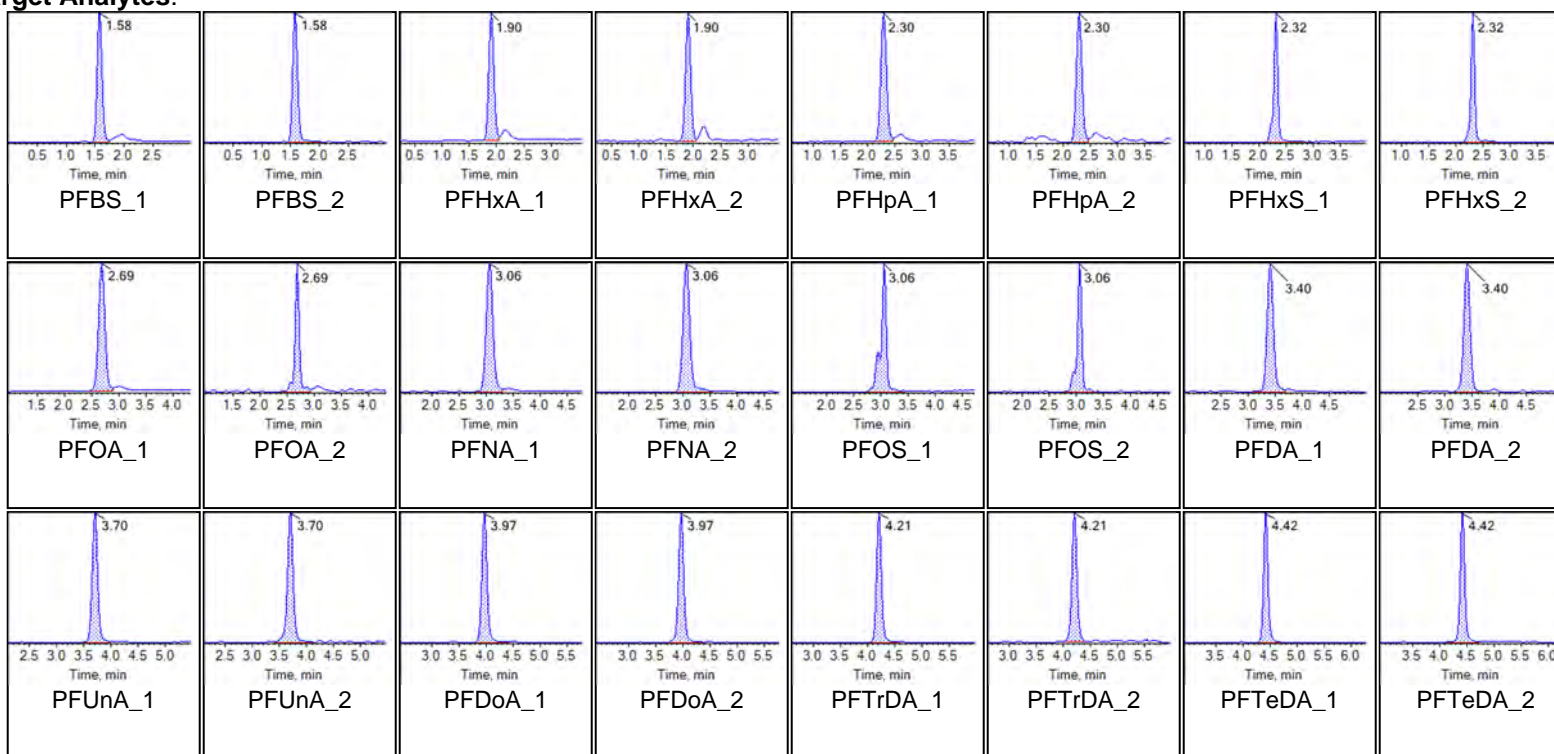 rget Analytes:
1.58 1.58 1.90 1.90 2.30 2.30 2.32 2.32
0.5 1.0 1.5 2.0 2.5 0.5 1.0 1.5 2.0 2.5 0.5 1.0 1.5 2.0 2.5 3.0 0.5 1.0 1.5 2.0 2.5 3.0 1.0 1.5 2.0 2.5 3.0 3.5 1.0 1.5 2.0 2.5 3.0 3.5 1.0 1.5 2.0 2.5 3.0 3.5 1.0 1.5 2.0 2.5 3.0 3.5
Time, min Time, min Time, min Time, min Time, min Time, min Time, min Time, min
PFBS_1 PFBS_2 PFHxA_1 PFHxA_2 PFHpA_1 PFHpA_2 PFHxS_1 PFHxS_2
2.69 2.69 3.06 3.06 3.06 3.06 3.40 3.40
1.5 2.0 2.5 3.0 3.5 4.0 1.5 2.0 2.5 3.0 3.5 4.0 2.0 2.5 3.0 3.5 4.0 4.5 2.0 2.5 3.0 3.5 4.0 4.5 2.0 2.5 3.0 3.5 4.0 4.5 2.0 2.5 3.0 3.5 4.0 4.5 2.5 3.0 3.5 4.0 4.5 2.5 3.0 3.5 4.0 4.5
Time, min Time, min Time, min Time, min Time, min Time, min Time, min Time, min
PFOA_1 PFOA_2 PFNA_1 PFNA_2 PFOS_1 PFOS_2 PFDA_1 PFDA_2
3.70 3.70 3.97 3.97 4.21 4.21 4.42 4.42
2.5 3.0 3.5 4.0 4.5 5.0 2.5 3.0 3.5 4.0 4.5 5.0 3.0 3.5 4.0 4.5 5.0 5.5 3.0 3.5 4.0 4.5 5.0 5.5 3.0 3.5 4.0 4.5 5.0 5.5 3.0 3.5 4.0 4.5 5.0 5.5 3.5 4.0 4.5 5.0 5.5 6.0 3.5 4.0 4.5 5.0 5.5 6.0
Time, min Time, min Time, min Time, min Time, min Time, min Time, min Time, min
PFUnA_1 PFUnA_2 PFDoA_1 PFDoA_2 PFTrDA_1 PFTrDA_2 PFTeDA_1 PFTeDA_2